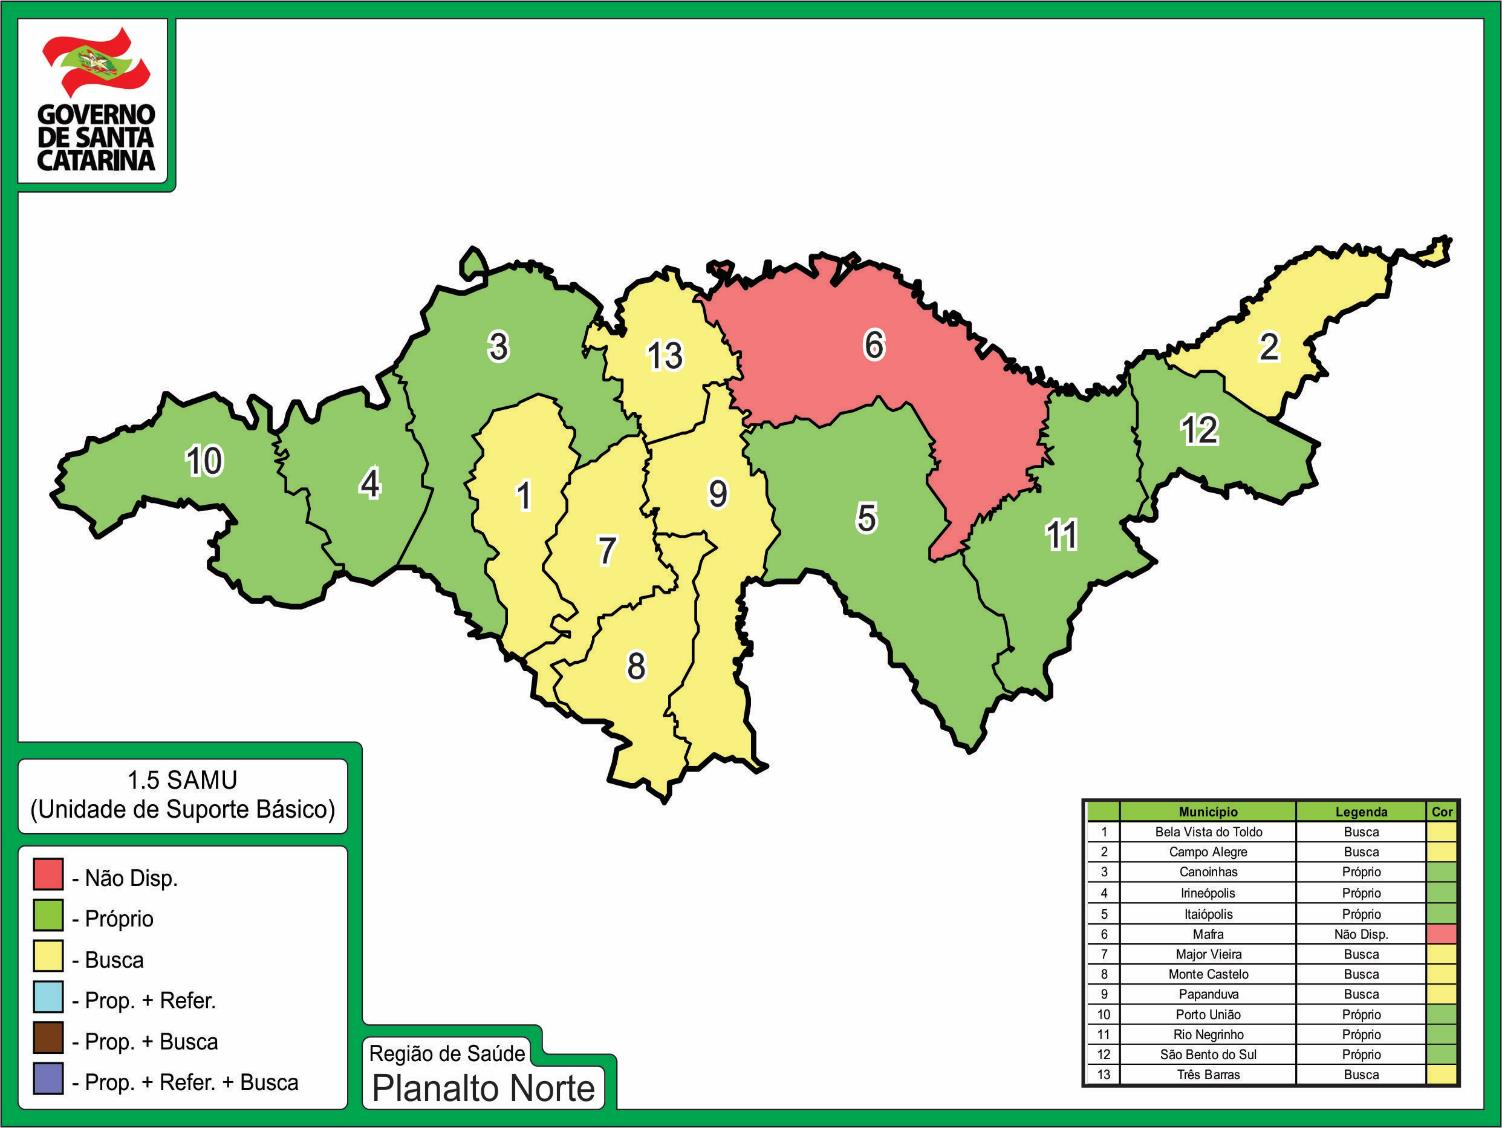 GOVERNO
DE SANTA
CATARINA
3
13
6
2
12
10
4
1
9
5
11
7
8
1.5 SAMU
(Unidade de Suporte Básico)
- Não Disp.
- Próprio
- Busca
- Prop. + Refer.
- Prop. + Busca
- Prop. + Refer. + Busca
Região de Saúde
Planalto Norte
Município Legenda Cor
1 Bela Vista do Toldo Busca
2 Campo Alegre Busca
3 Canoinhas Próprio
4 Irineópolis Próprio
5 Itaiópolis Próprio
6 Mafra Não Disp.
7 Major Vieira Busca
8 Monte Castelo Busca
9 Papanduva Busca
10 Porto União Próprio
11 Rio Negrinho Próprio
12 São Bento do Sul Próprio
13 Três Barras Busca